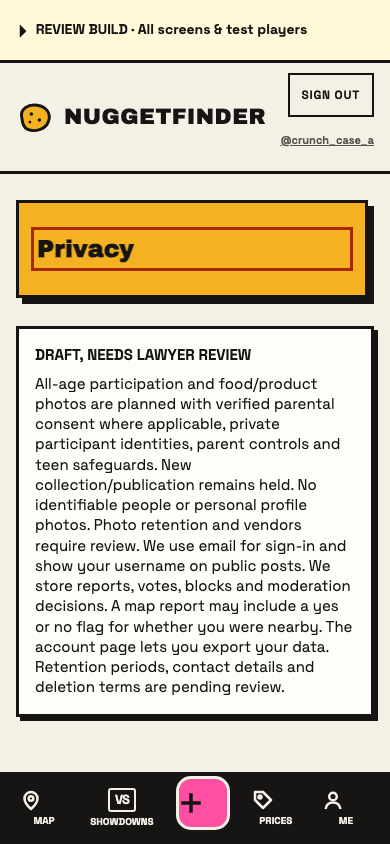 REVIEW BUILD · All screens & test players
NUGGETFINDER
SIGN OUT
@crunch_case_a
Privacy
DRAFT, NEEDS LAWYER REVIEW
All-age participation and food/product
photos are planned with verified parental
consent where applicable, private
participant identities, parent controls and
teen safeguards. New
collection/publication remains held. No
identifiable people or personal profile
photos. Photo retention and vendors
require review. We use email for sign-in and
show your username on public posts. We
store reports, votes, blocks and moderation
decisions. A map report may include a yes
or no flag for whether you were nearby. The
account page lets you export your data.
Retention periods, contact details and
deletion terms are pending review.
MAP
VS
SHOWDOWNS
+
PRICES
ME